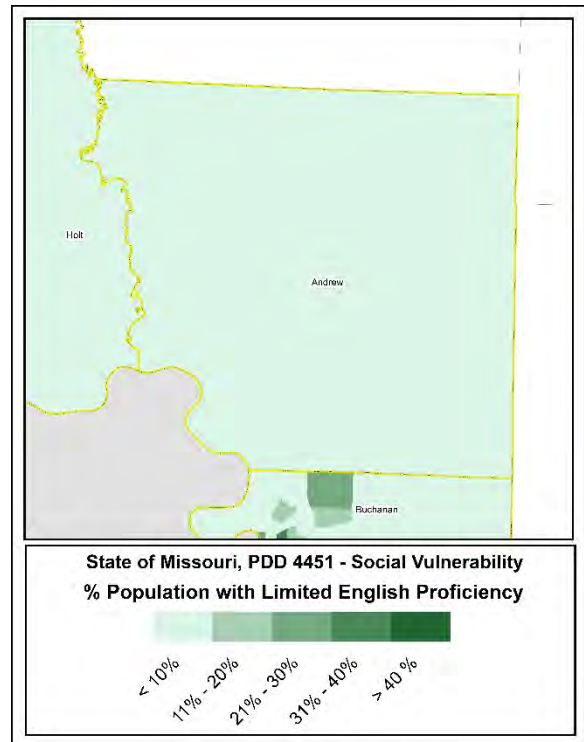 Holt
Andrew
Buchanan
State of Missouri, PDD 4451 - Social Vulnerability
% Population with Limited English Proficiency
< 10%
11% - 20%
21% - 30%
31% - 40%
> 40 %